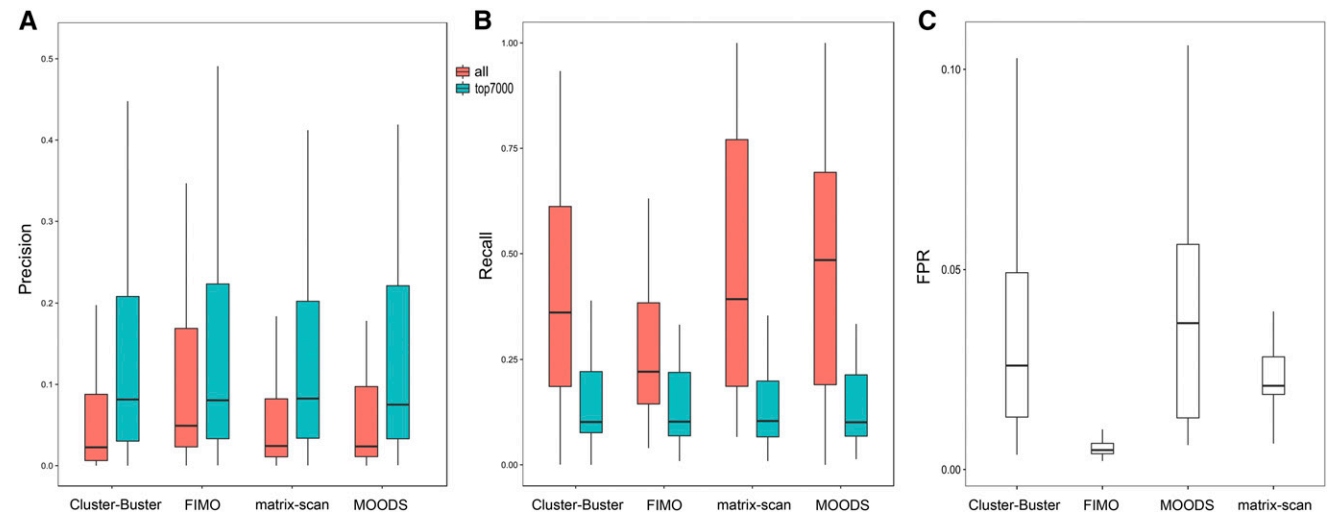 A
Precision
0.5
0.4
0.3
0.2
0.1
0.0
Cluster-Buster FIMO matrix-scan MOODS
all
top7000
B
Recall
1.00
0.75
0.50
0.25
0.00
Cluster-Buster FIMO matrix-scan MOODS
C
FPR
0.10
0.05
0.00
Cluster-Buster FIMO MOODS matrix-scan